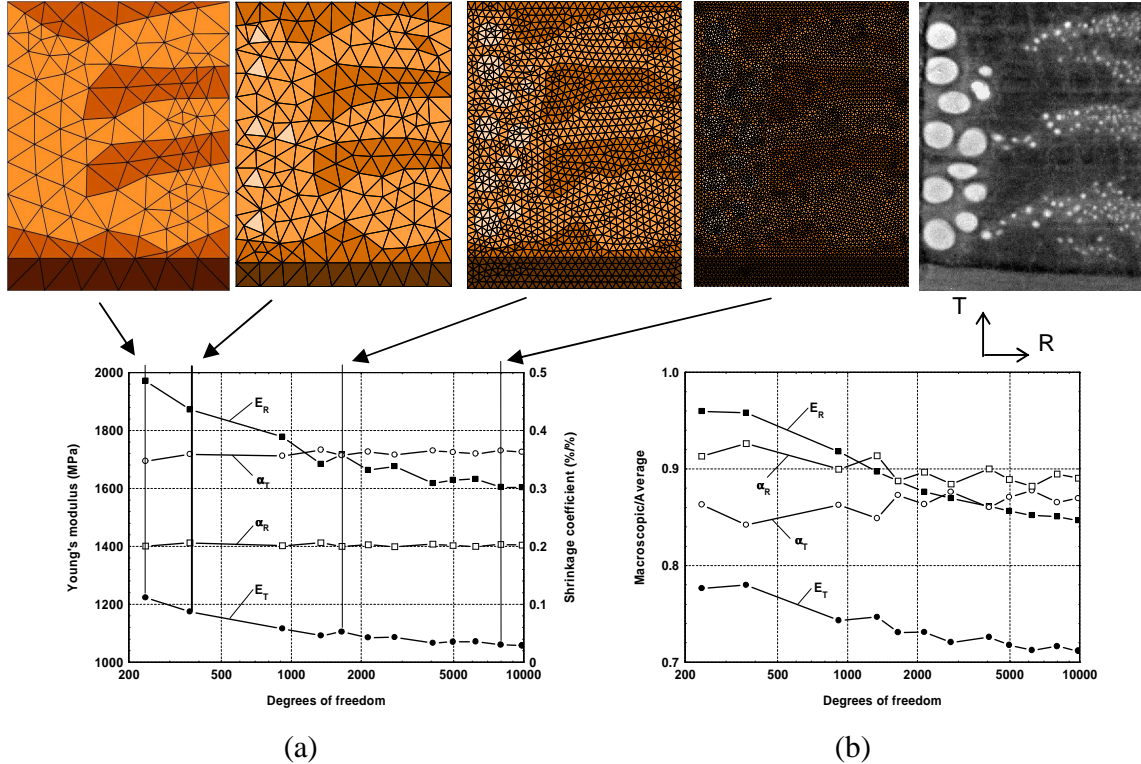 T
R
2000
1800
1600
1400
1200
1000
Young's modulus (MPa)
E_R
α_T
α_R
E_T
0.5
0.4
0.3
0.2
0.1
0
Shrinkage coefficient (%/%)
200
500
1000
2000
5000
10000
Degrees of freedom
(a)
1.0
0.9
0.8
0.7
Macroscopic/Average
E_R
α_R
α_T
E_T
200
500
1000
2000
5000
10000
Degrees of freedom
(b)